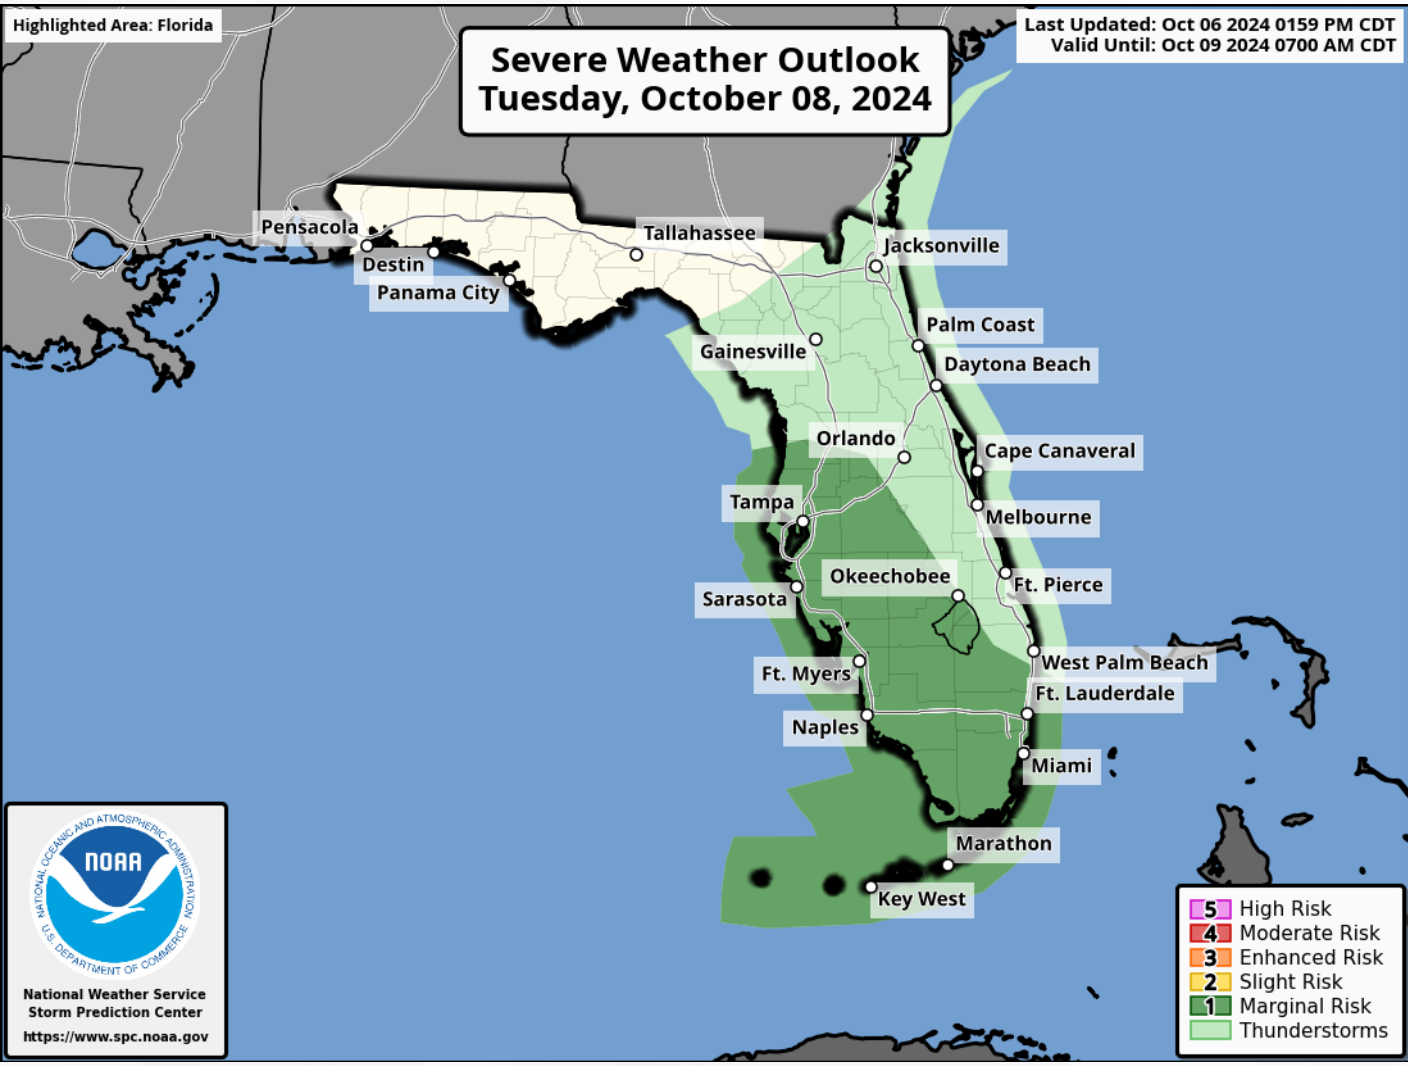 Highlighted Area: Florida
Severe Weather Outlook
Tuesday, October 08, 2024
Last Updated: Oct 06 2024 0159 PM CDT
Valid Until: Oct 09 2024 0700 AM CDT
Pensacola
Tallahassee
Destin
Jacksonville
Panama City
Palm Coast
Gainesville
Daytona Beach
Orlando
Cape Canaveral
Tampa
Melbourne
Okeechobee
Ft. Pierce
Sarasota
West Palm Beach
Ft. Myers
Ft. Lauderdale
Naples
Miami
Marathon
Key West
NATIONAL OCEANIC AND ATMOSPHERIC ADMINISTRATION
NOAA
U.S. DEPARTMENT OF COMMERCE
National Weather Service
Storm Prediction Center
https://www.spc.noaa.gov
5 High Risk
4 Moderate Risk
3 Enhanced Risk
2 Slight Risk
1 Marginal Risk
Thunderstorms